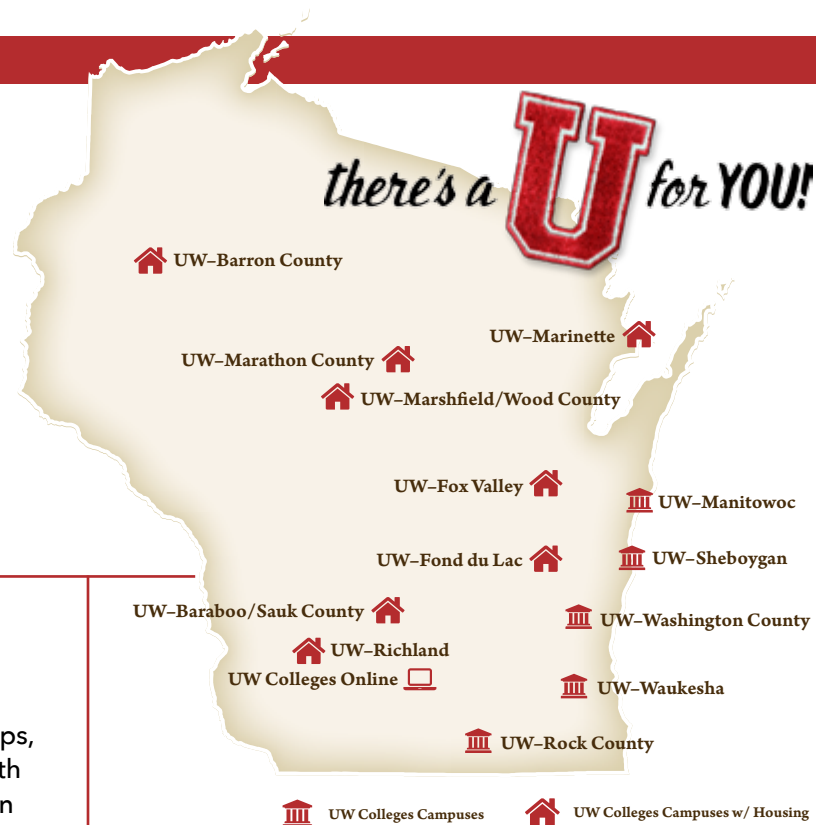 there's a U for YOU!
UW–Barron County
UW–Marinette
UW–Marathon County
UW–Marshfield/Wood County
UW–Fox Valley
UW–Manitowoc
UW–Fond du Lac
UW–Sheboygan
UW–Baraboo/Sauk County
UW–Washington County
UW–Richland
UW Colleges Online
UW–Waukesha
ps,
th
n
UW–Rock County
UW Colleges Campuses
UW Colleges Campuses w/ Housing